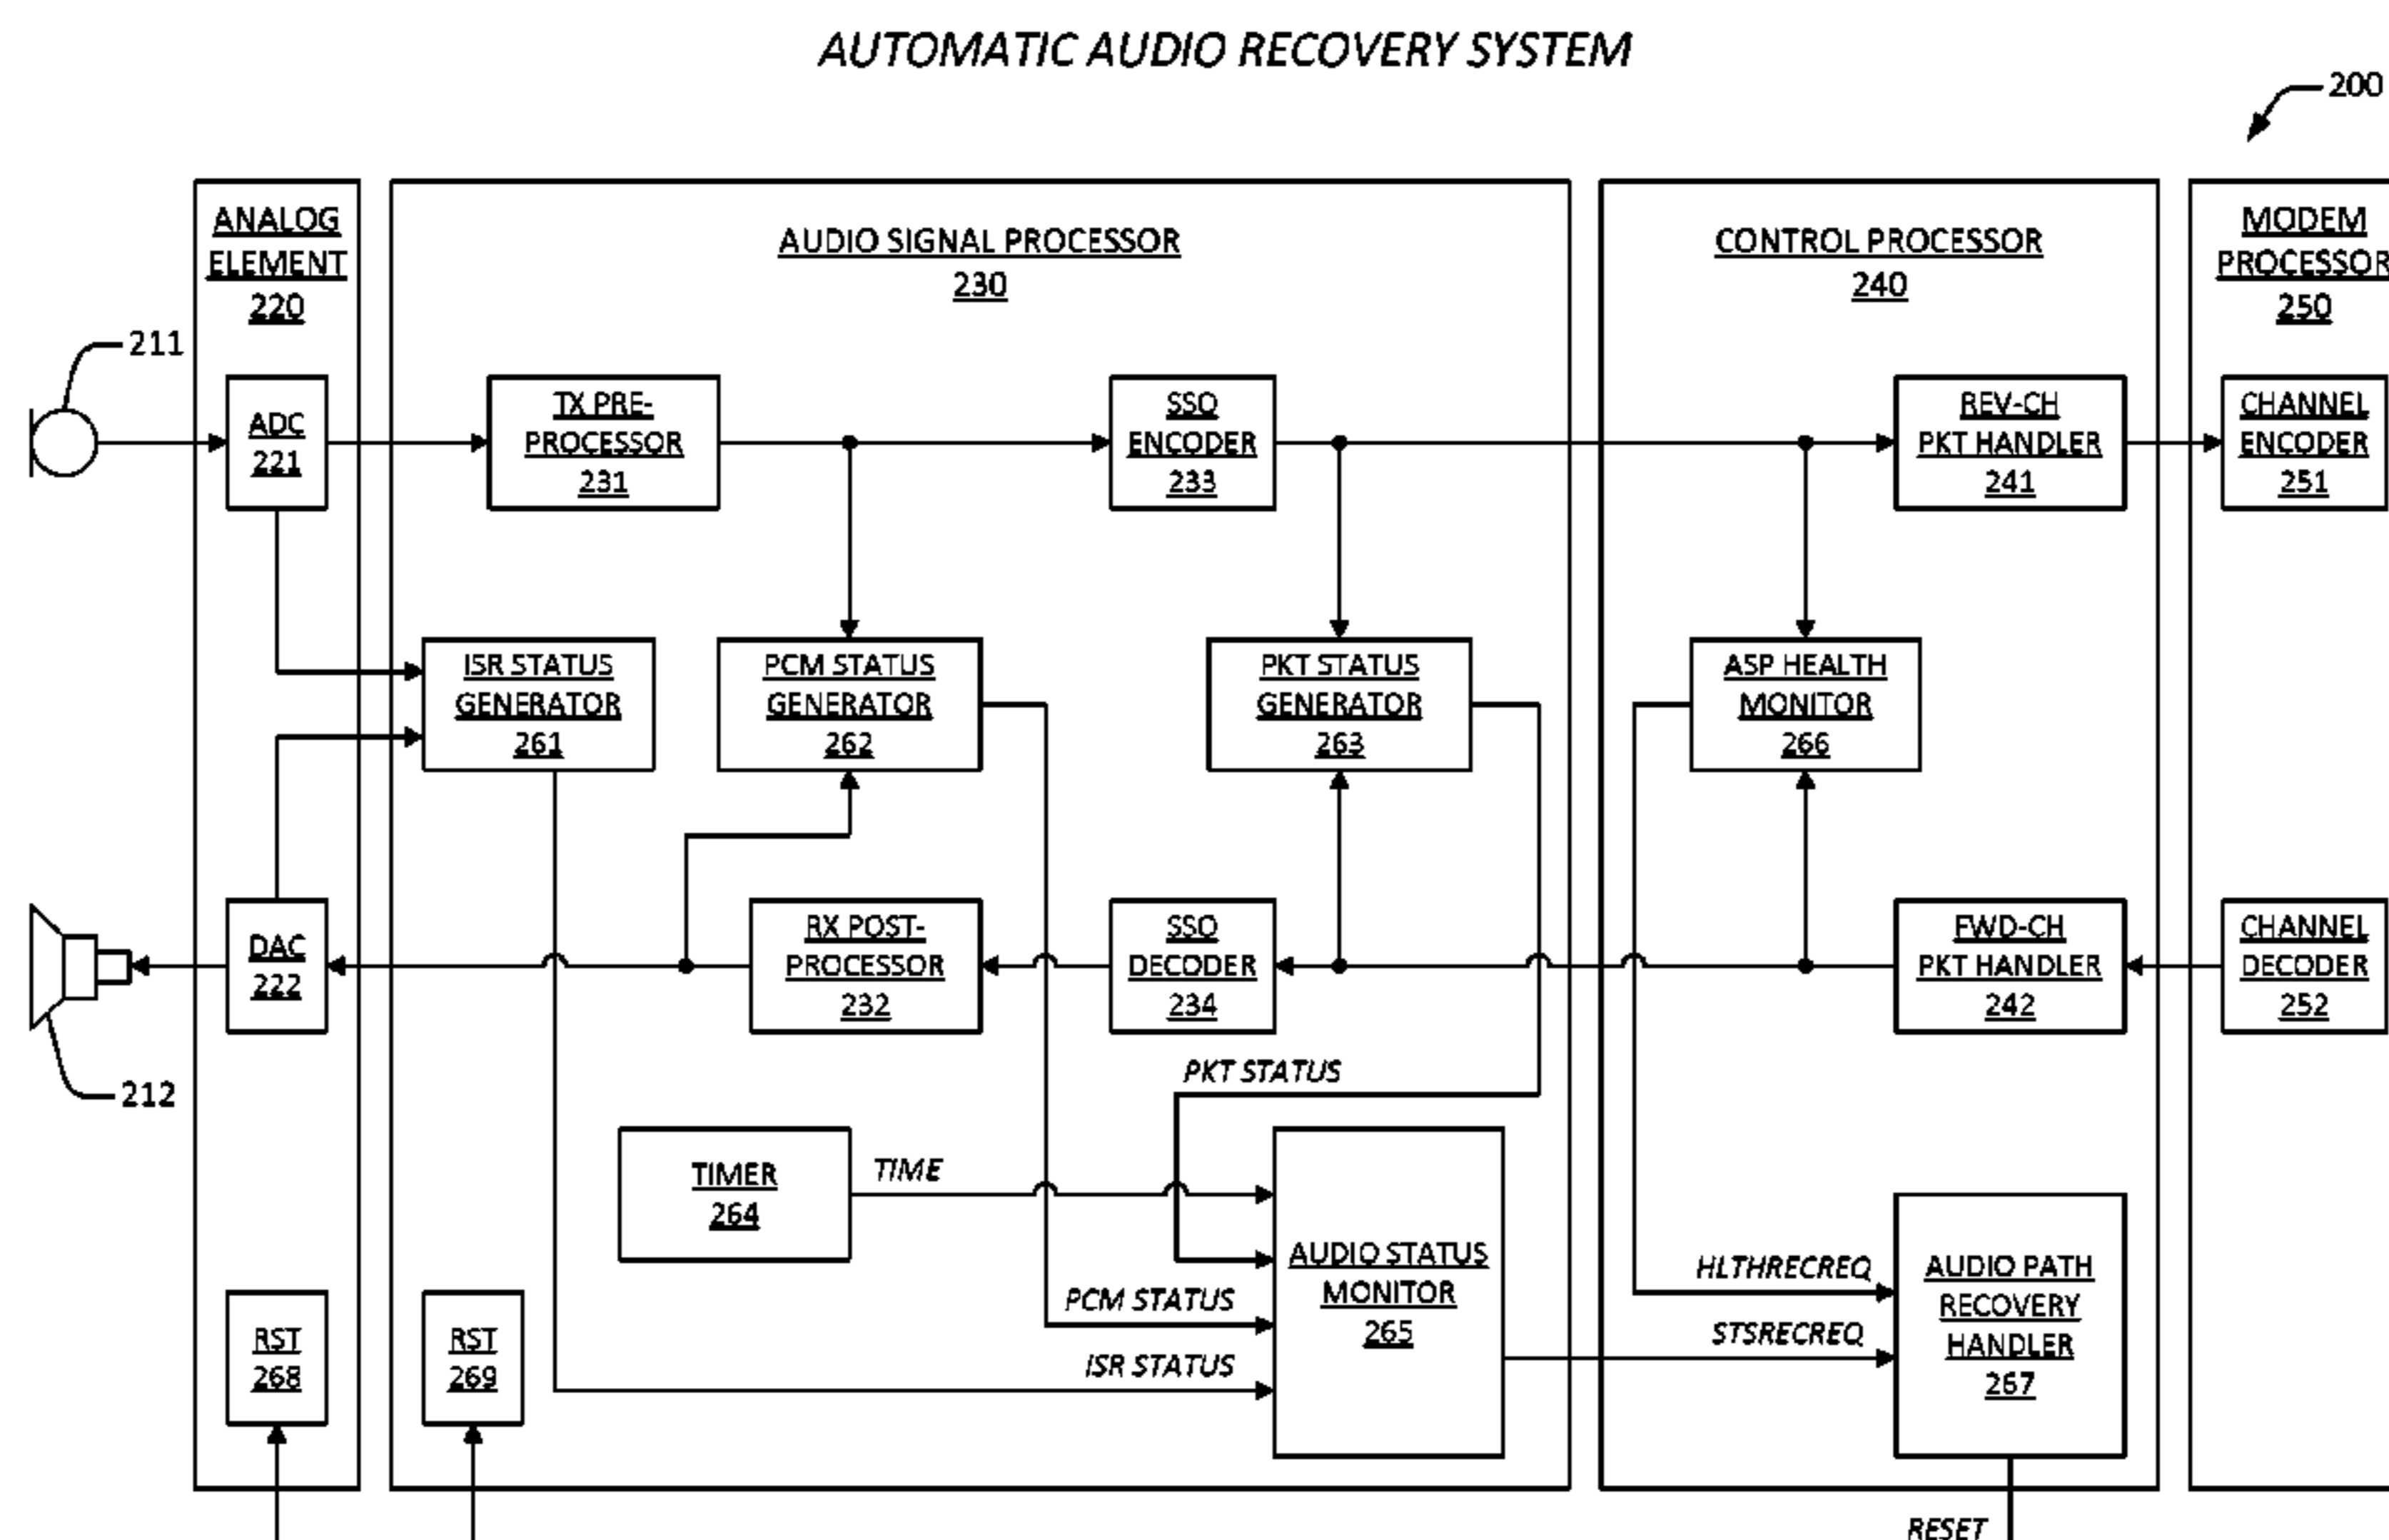 AUTOMATIC AUDIO RECOVERY SYSTEM
200
ANALOG
ELEMENT
220
AUDIO SIGNAL PROCESSOR
230
CONTROL PROCESSOR
240
MODEM
PROCESSOR
250
211
ADC
221
TX PRE-
PROCESSOR
231
SSO
ENCODER
233
REV-CH
PKT HANDLER
241
CHANNEL
ENCODER
251
ISR STATUS
GENERATOR
261
PCM STATUS
GENERATOR
262
PKT STATUS
GENERATOR
263
ASP HEALTH
MONITOR
266
DAC
222
RX POST-
PROCESSOR
232
SSO
DECODER
234
FWD-CH
PKT HANDLER
242
CHANNEL
DECODER
252
212
PKT STATUS
TIMER
264
TIME
AUDIO STATUS
MONITOR
265
PCM STATUS
ISR STATUS
HLTHRECREQ
STSRECREQ
AUDIO PATH
RECOVERY
HANDLER
267
RST
268
RST
269
RESET